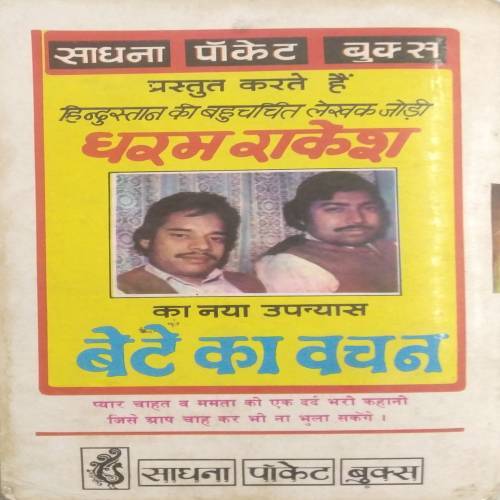 साधना पॉकेट बुक्स
प्रस्तुत करते हैं
हिन्दुस्तान की बहुचर्चित लेखक जोड़ी
धरम राकेश
का नया उपन्यास
बेटे का वचन
प्यार चाहत व ममता की एक दर्द भरी कहानी
जिसे आप चाह कर भी ना भुला सकेंगे ।
साधना पॉकेट बुक्स